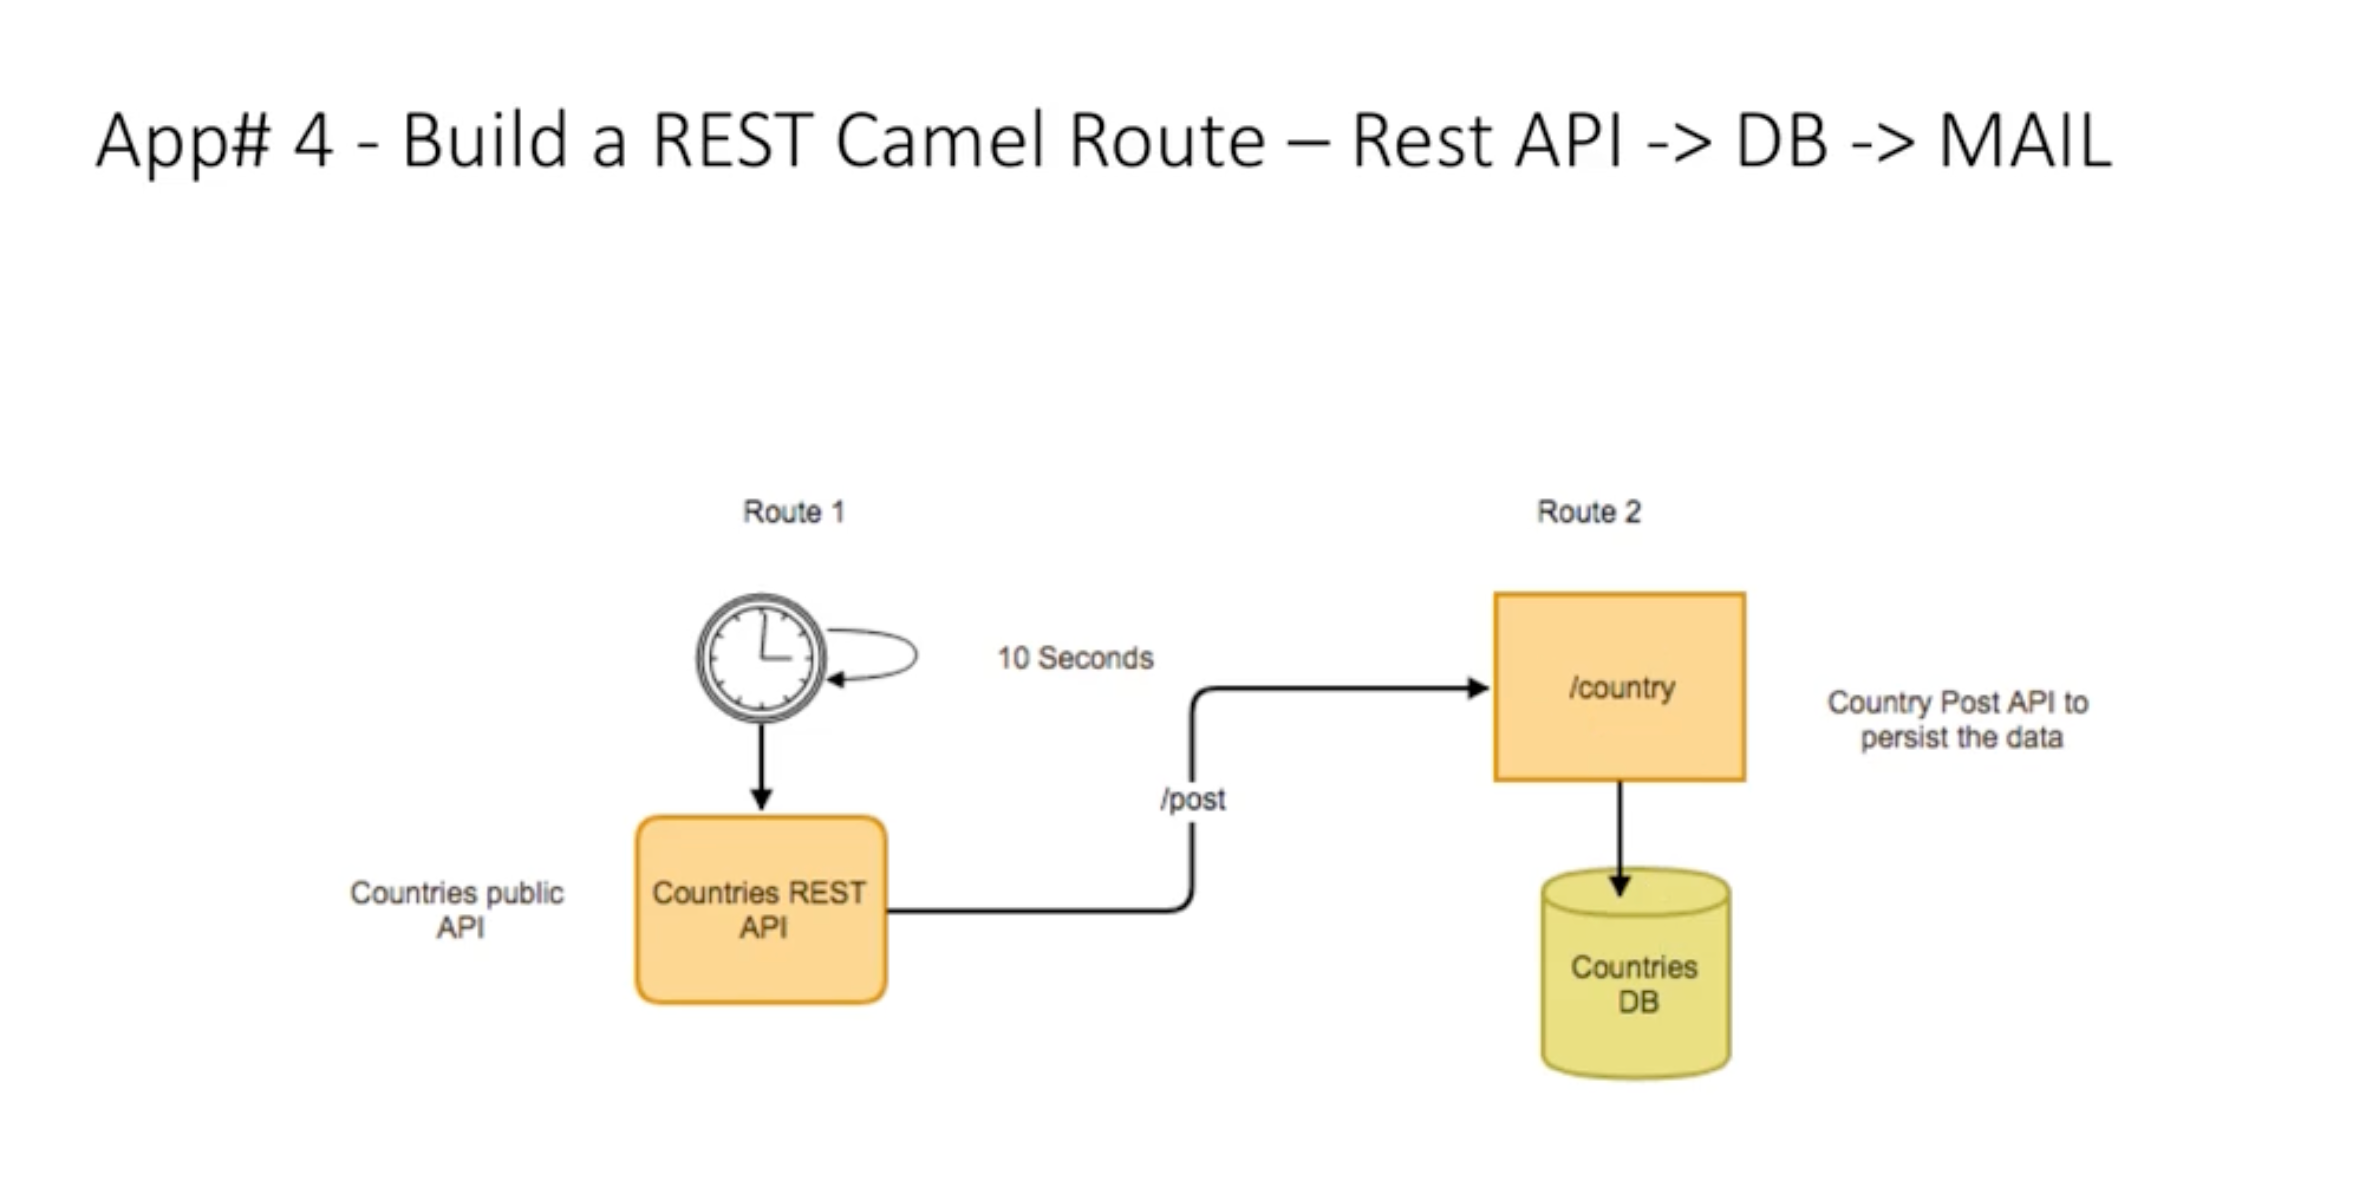 App# 4 - Build a REST Camel Route – Rest API -> DB -> MAIL
Route 1
Route 2
10 Seconds
/country
Country Post API to
persist the data
/post
Countries public
API
Countries REST
API
Countries
DB